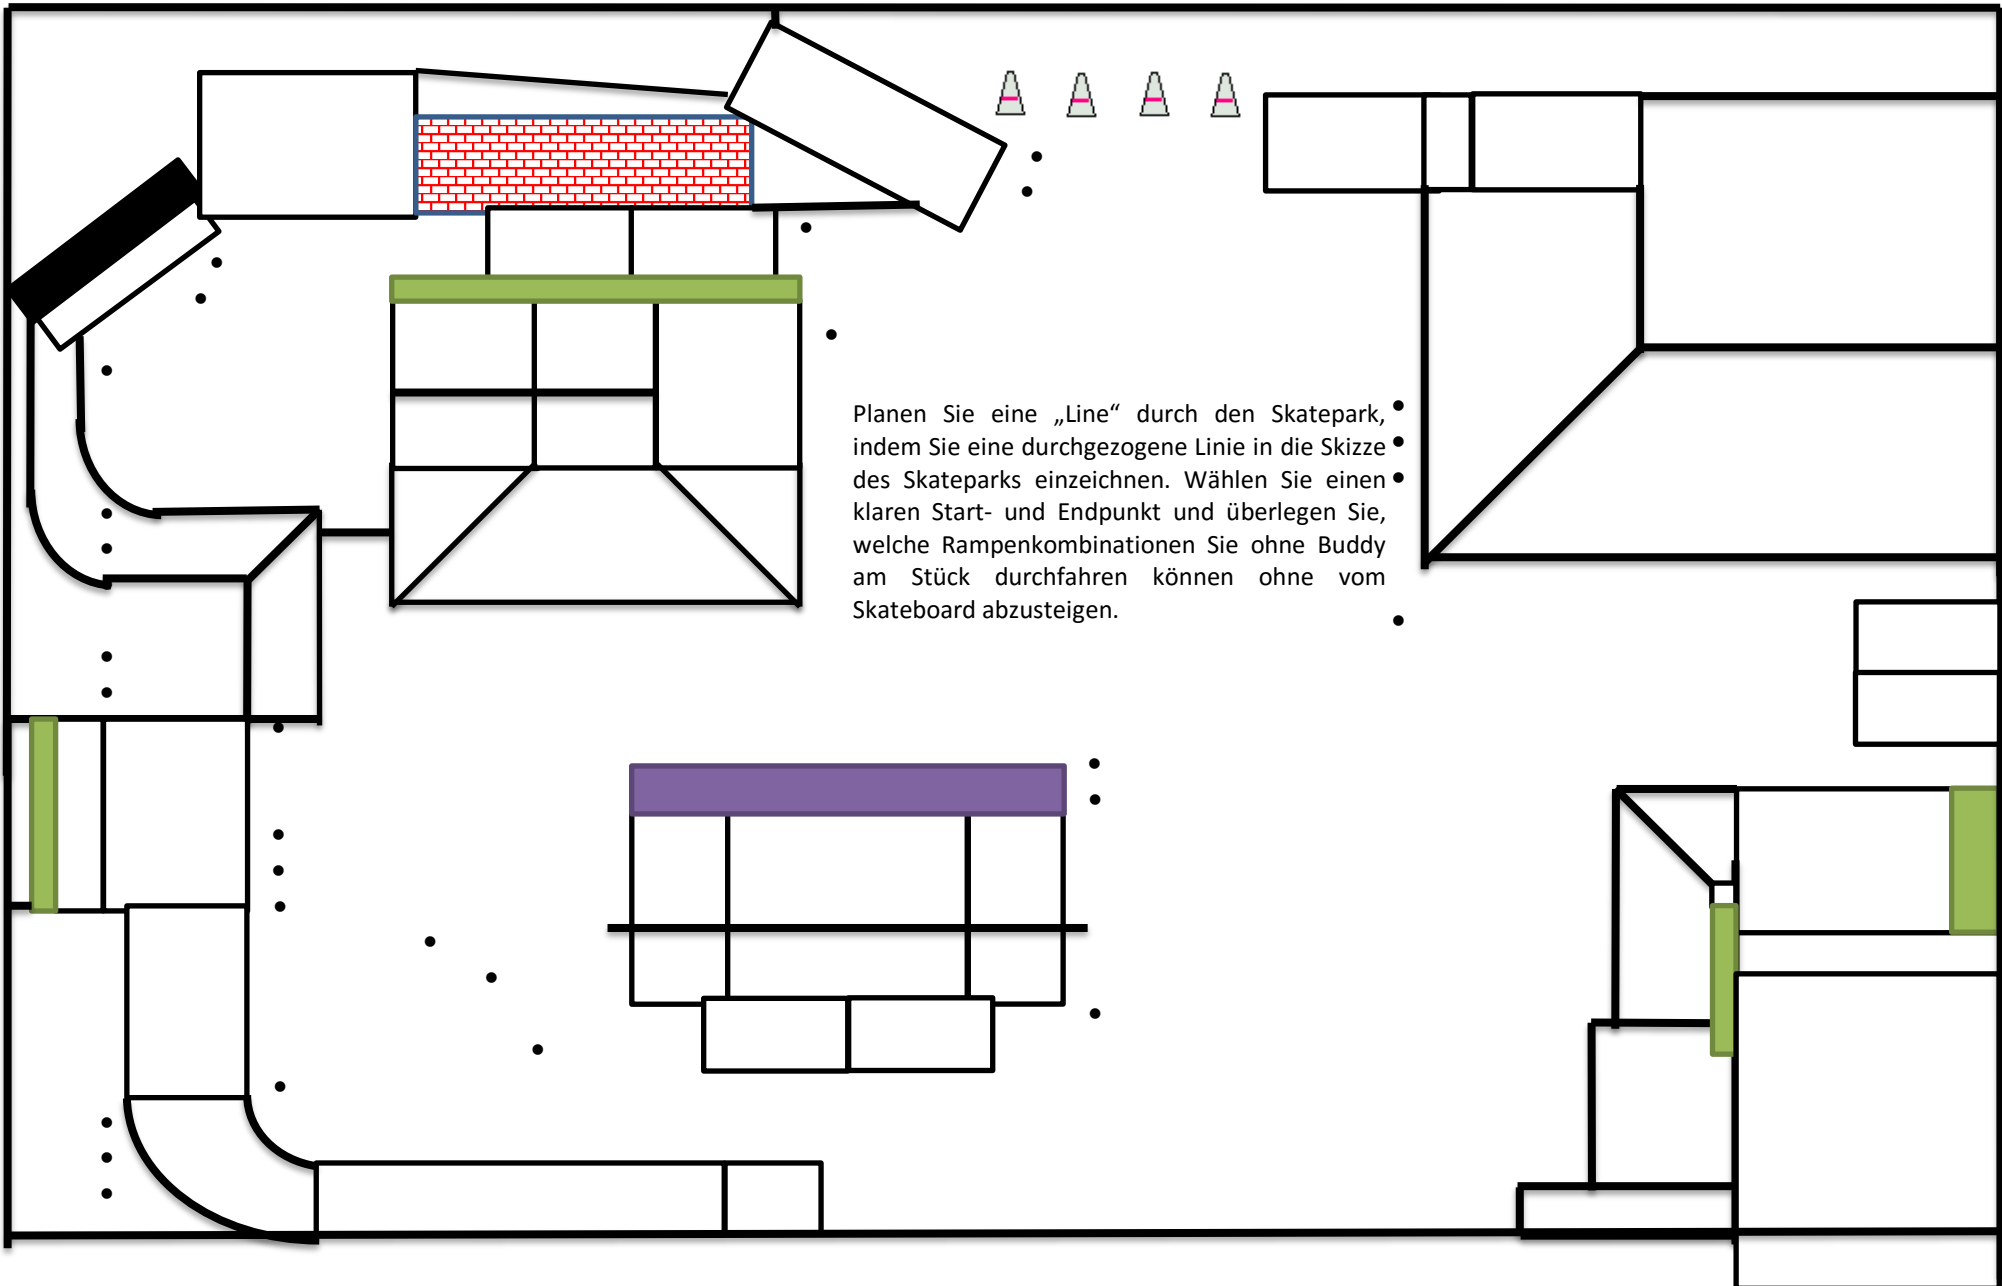 Planen Sie eine „Line“ durch den Skatepark,
indem Sie eine durchgezogene Linie in die Skizze
des Skateparks einzeichnen. Wählen Sie einen
klaren Start- und Endpunkt und überlegen Sie,
welche Rampenkombinationen Sie ohne Buddy
am Stück durchfahren können ohne vom
Skateboard abzusteigen.